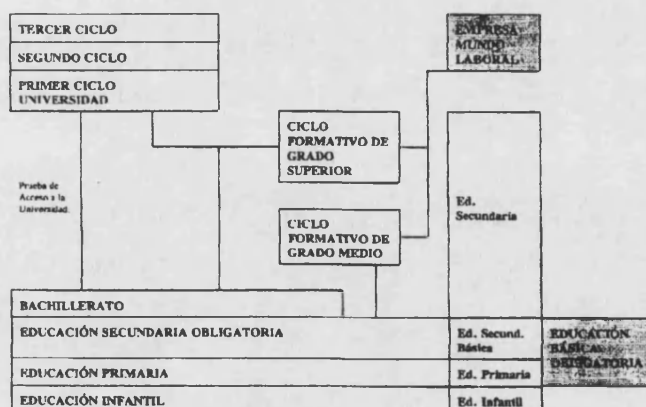 TERCER CICLO
SEGUNDO CICLO
PRIMER CICLO
UNIVERSIDAD
EMPRESA
MUNDO
LABORAL
CICLO
FORMATIVO DE
GRADO
SUPERIOR
Prueba de
Acceso a la
Universidad
Ed.
Secundaria
CICLO
FORMATIVO DE
GRADO MEDIO
BACHILLERATO
EDUCACIÓN SECUNDARIA OBLIGATORIA
Ed. Secund.
Básica
EDUCACIÓN
BÁSICA
OBLIGATORIA
EDUCACIÓN PRIMARIA
Ed. Primaria
EDUCACIÓN INFANTIL
Ed. Infantil